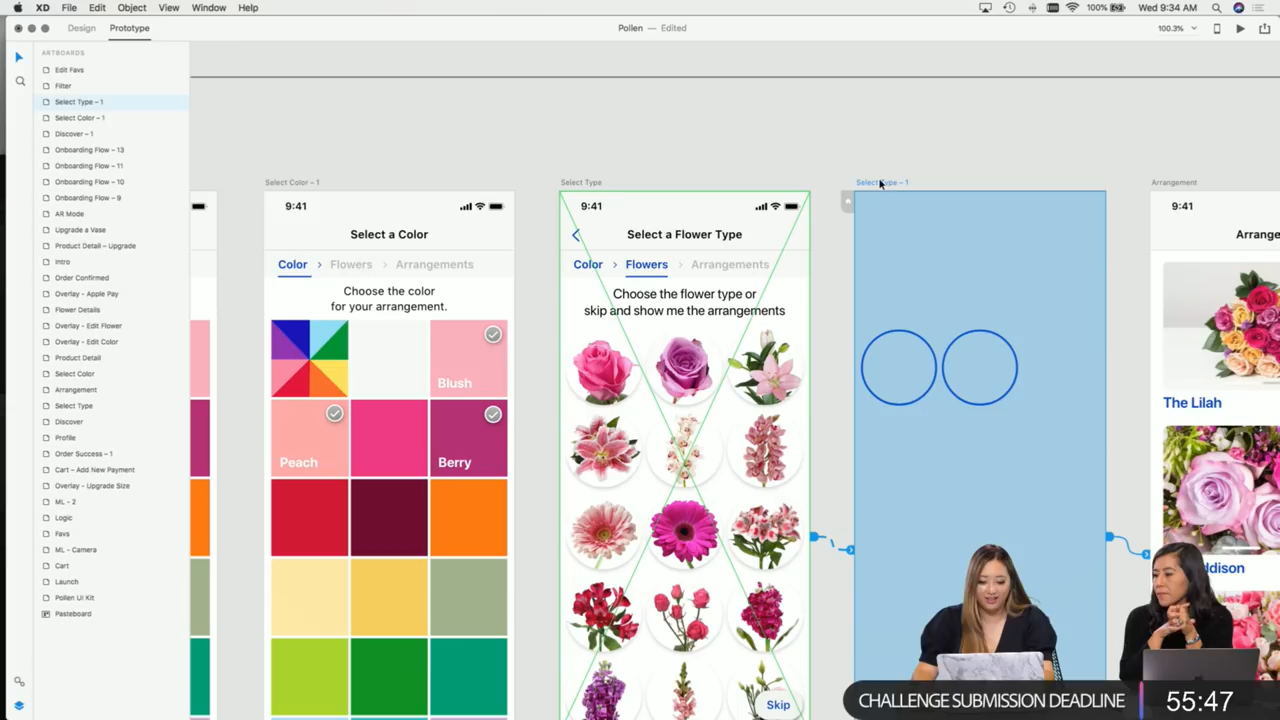 XD File Edit Object View Window Help
100% Wed 9:34 AM
Design Prototype
Pollen — Edited
100.3%
ARTBOARDS
Edit Favs
Filter
Select Type – 1
Select Color – 1
Discover – 1
Onboarding Flow – 13
Onboarding Flow – 11
Onboarding Flow – 10
Onboarding Flow – 9
AR Mode
Upgrade a Vase
Product Detail – Upgrade
Intro
Order Confirmed
Overlay - Apple Pay
Flower Details
Overlay - Edit Flower
Overlay - Edit Color
Product Detail
Select Color
Arrangement
Select Type
Discover
Profile
Order Success – 1
Cart – Add New Payment
Overlay – Upgrade Size
ML - 2
Logic
Favs
ML - Camera
Cart
Launch
Pollen UI Kit
Pasteboard
Select Color – 1
9:41
Select a Color
Color > Flowers > Arrangements
Choose the color
for your arrangement.
Blush
Peach
Berry
Select Type
9:41
Select a Flower Type
Color > Flowers > Arrangements
Choose the flower type or
skip and show me the arrangements
Skip
Select Type – 1
Arrangement
9:41
The Lilah
CHALLENGE SUBMISSION DEADLINE 55:47